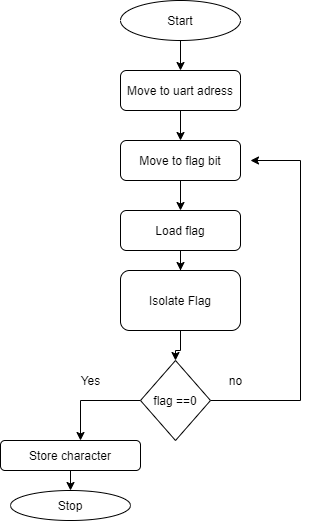 Start
Move to uart adress
Move to flag bit
Load flag
Isolate Flag
Yes
no
flag ==0
Store character
Stop